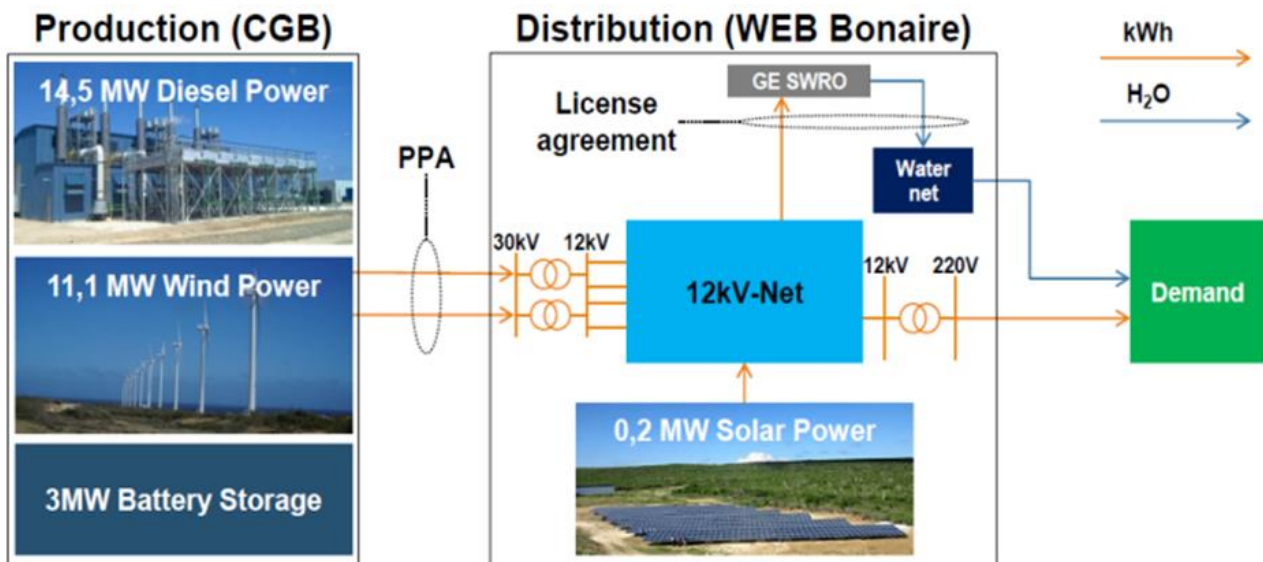 Production (CGB)
Distribution (WEB Bonaire)
kWh
H₂O
14,5 MW Diesel Power
11,1 MW Wind Power
3MW Battery Storage
PPA
License
agreement
GE SWRO
Water
net
30kV
12kV
12kV-Net
12kV
220V
Demand
0,2 MW Solar Power